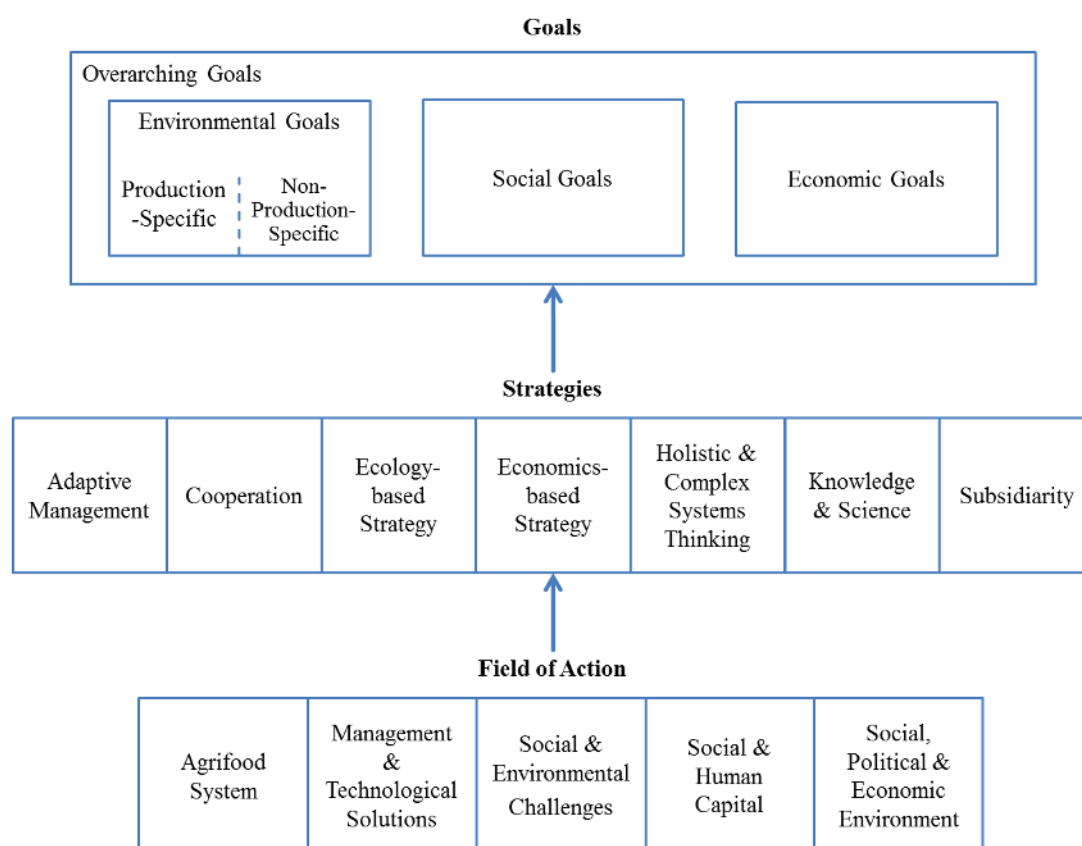 Goals
Overarching Goals
Environmental Goals
Production
-Specific
Non-
Production-
Specific
Social Goals
Economic Goals
Strategies
Adaptive
Management
Cooperation
Ecology-
based
Strategy
Economics-
based
Strategy
Holistic &
Complex
Systems
Thinking
Knowledge
& Science
Subsidiarity
Field of Action
Agrifood
System
Management
&
Technological
Solutions
Social &
Environmental
Challenges
Social &
Human
Capital
Social,
Political &
Economic
Environment